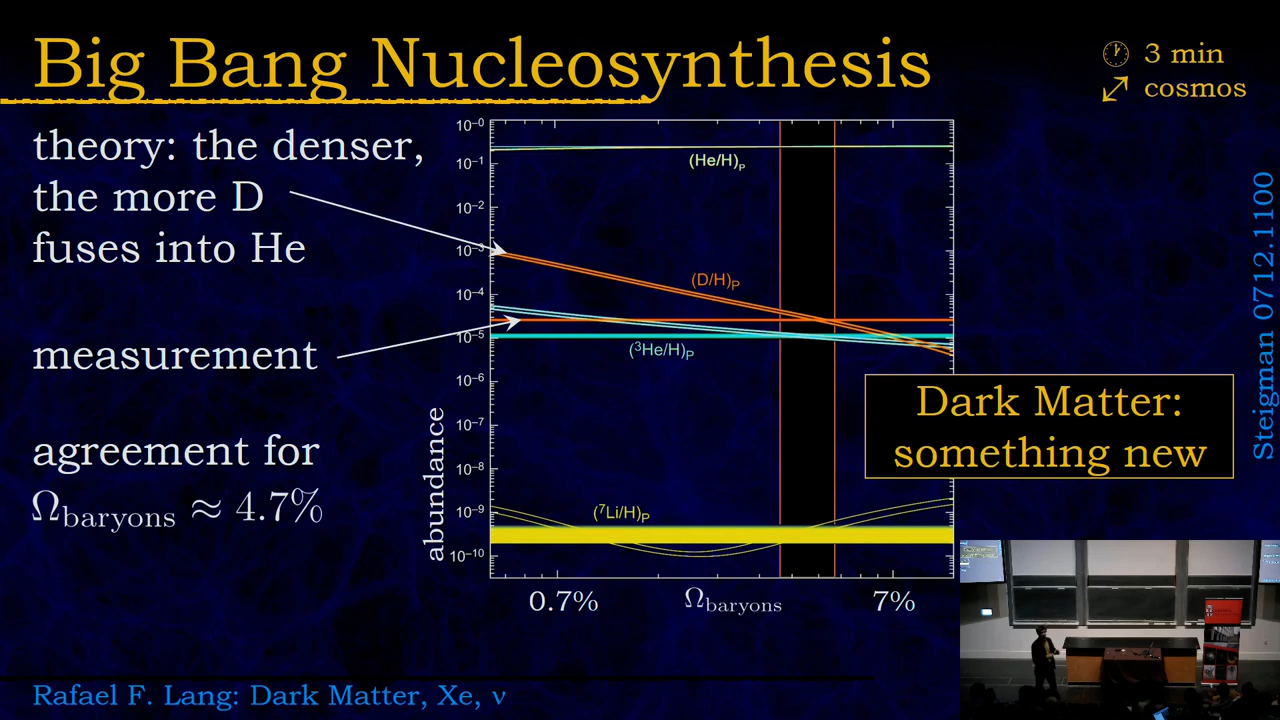 Big Bang Nucleosynthesis
3 min
cosmos
theory: the denser,
the more D
fuses into He
measurement
agreement for
Ω_baryons ≈ 4.7%
abundance
10⁻⁰
10⁻¹
10⁻²
10⁻³
10⁻⁴
10⁻⁵
10⁻⁶
10⁻⁷
10⁻⁸
10⁻⁹
10⁻¹⁰
(He/H)_P
(D/H)_P
(³He/H)_P
(⁷Li/H)_P
0.7%
Ω_baryons
7%
Dark Matter:
something new
Steigman 0712.1100
Rafael F. Lang: Dark Matter, Xe, ν